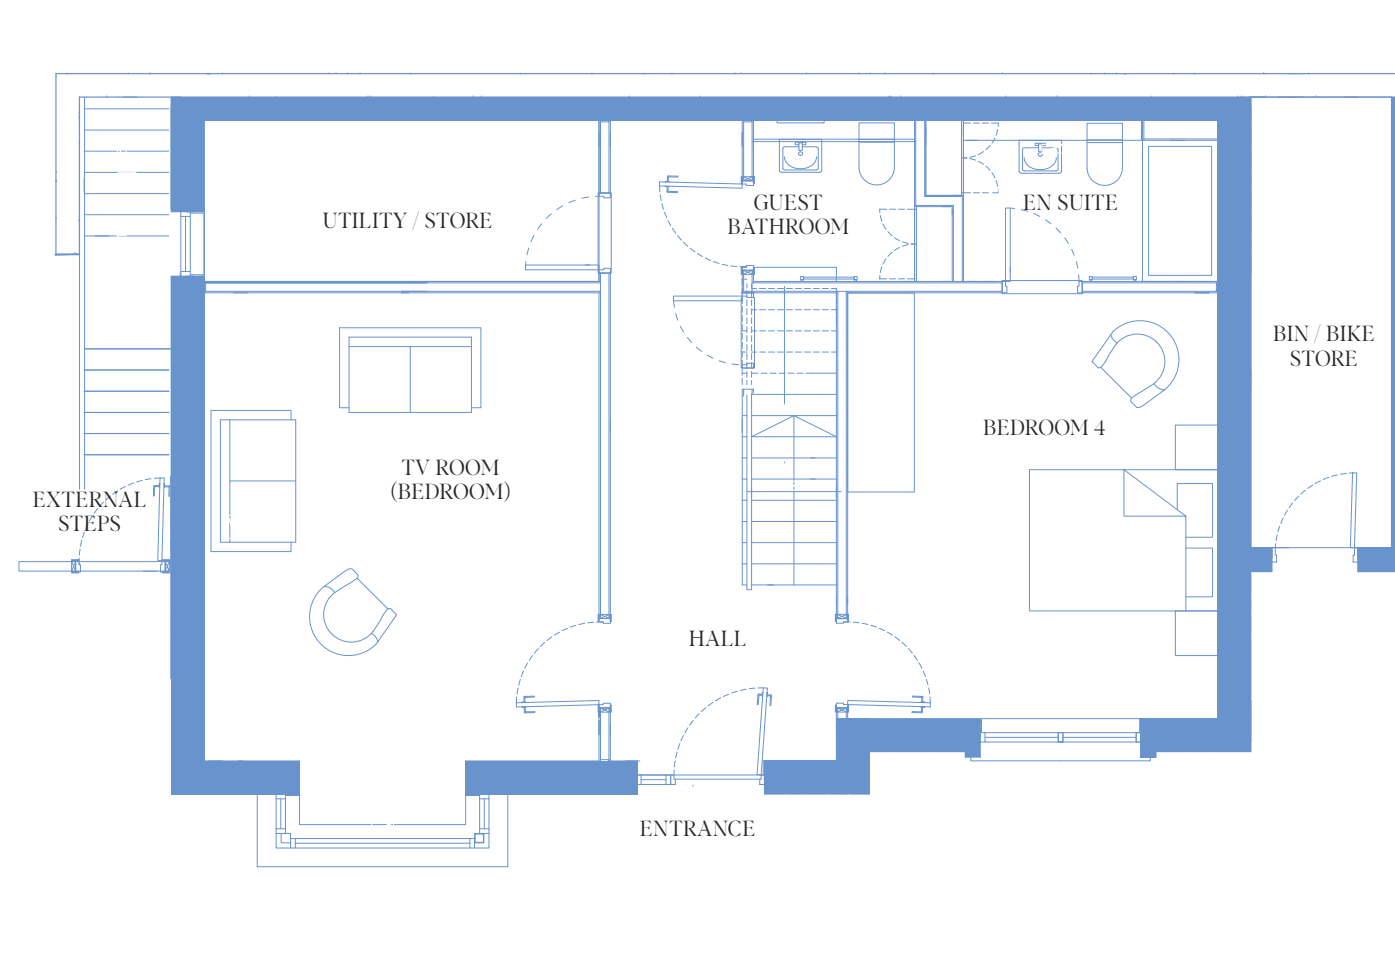 UTILITY / STORE
GUEST
BATHROOM
EN SUITE
BIN / BIKE
STORE
BEDROOM 4
TV ROOM
(BEDROOM)
EXTERNAL
STEPS
HALL
ENTRANCE